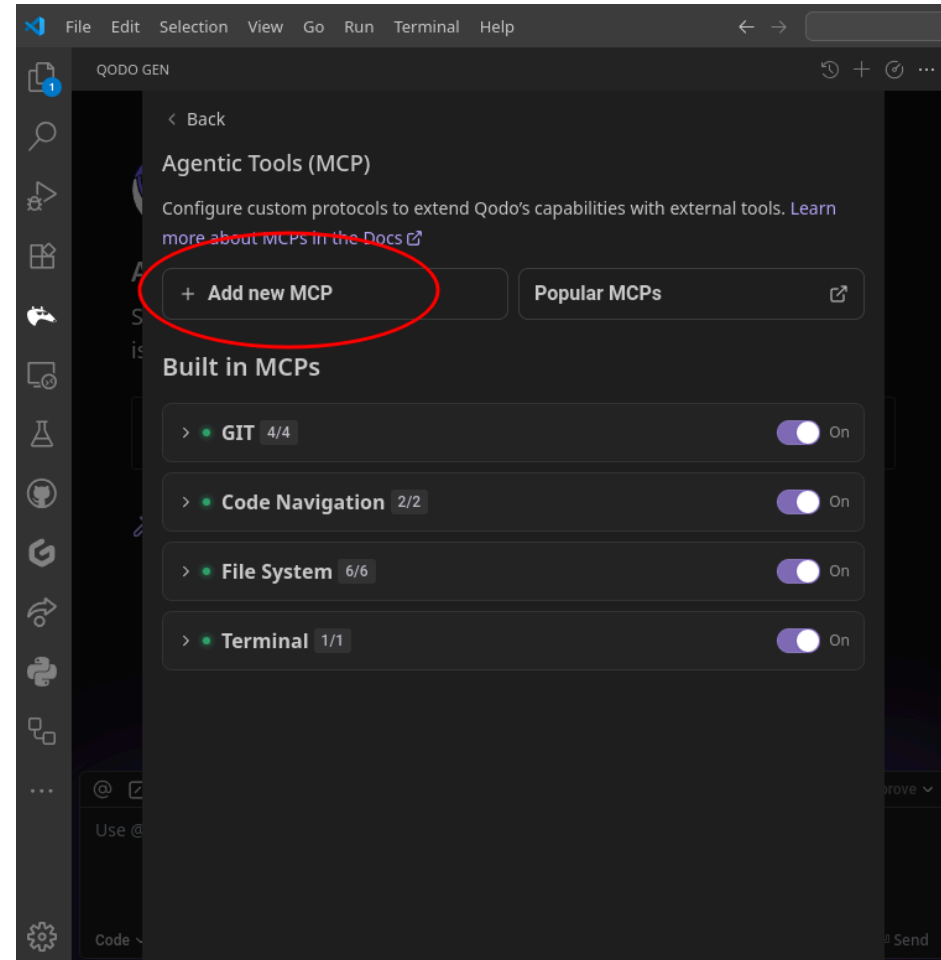 File Edit Selection View Go Run Terminal Help
QODO GEN
1
Back
Agentic Tools (MCP)
Configure custom protocols to extend Qodo’s capabilities with external tools. Learn
more about MCPs in the Docs
+ Add new MCP
Popular MCPs
Built in MCPs
GIT 4/4 On
Code Navigation 2/2 On
File System 6/6 On
Terminal 1/1 On
Use @
Code
Send